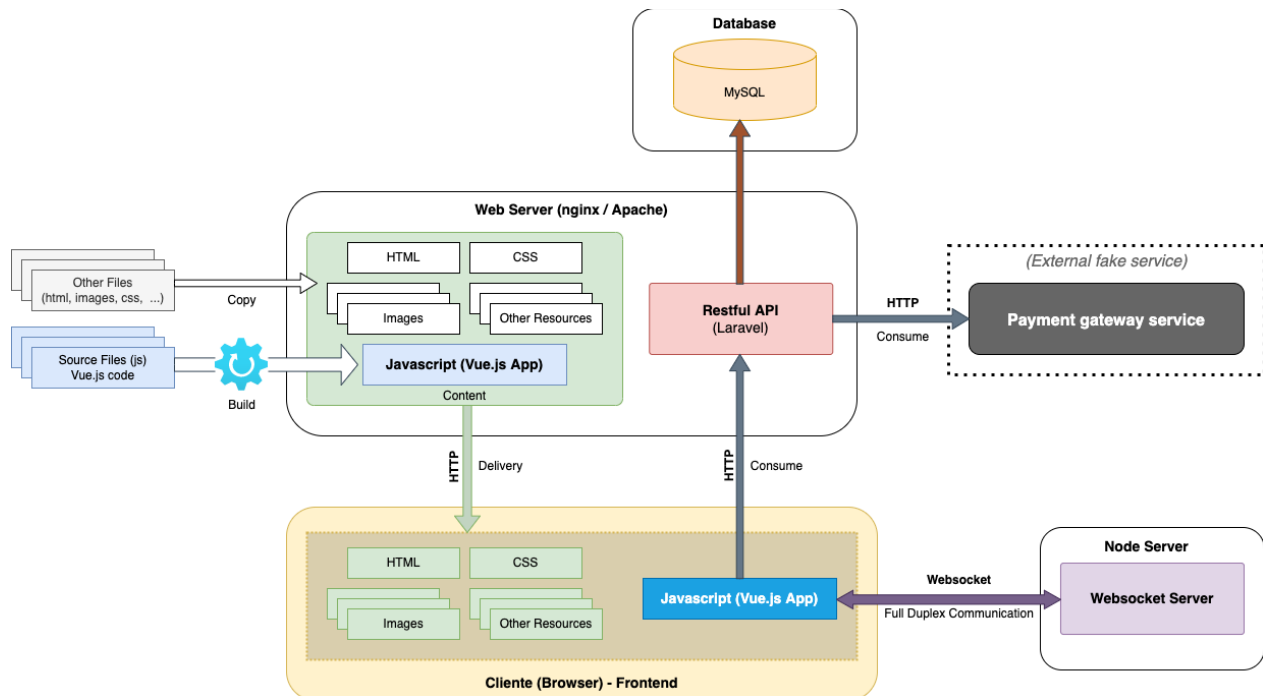 Database
MySQL
Web Server (nginx / Apache)
HTML
CSS
Images
Other Resources
Javascript (Vue.js App)
Content
Other Files
(html, images, css, ...)
Copy
Source Files (js)
Vue.js code
Build
Restful API
(Laravel)
HTTP
Consume
(External fake service)
Payment gateway service
HTTP
Delivery
HTTP
Consume
HTML
CSS
Images
Other Resources
Javascript (Vue.js App)
Cliente (Browser) - Frontend
Websocket
Full Duplex Communication
Node Server
Websocket Server